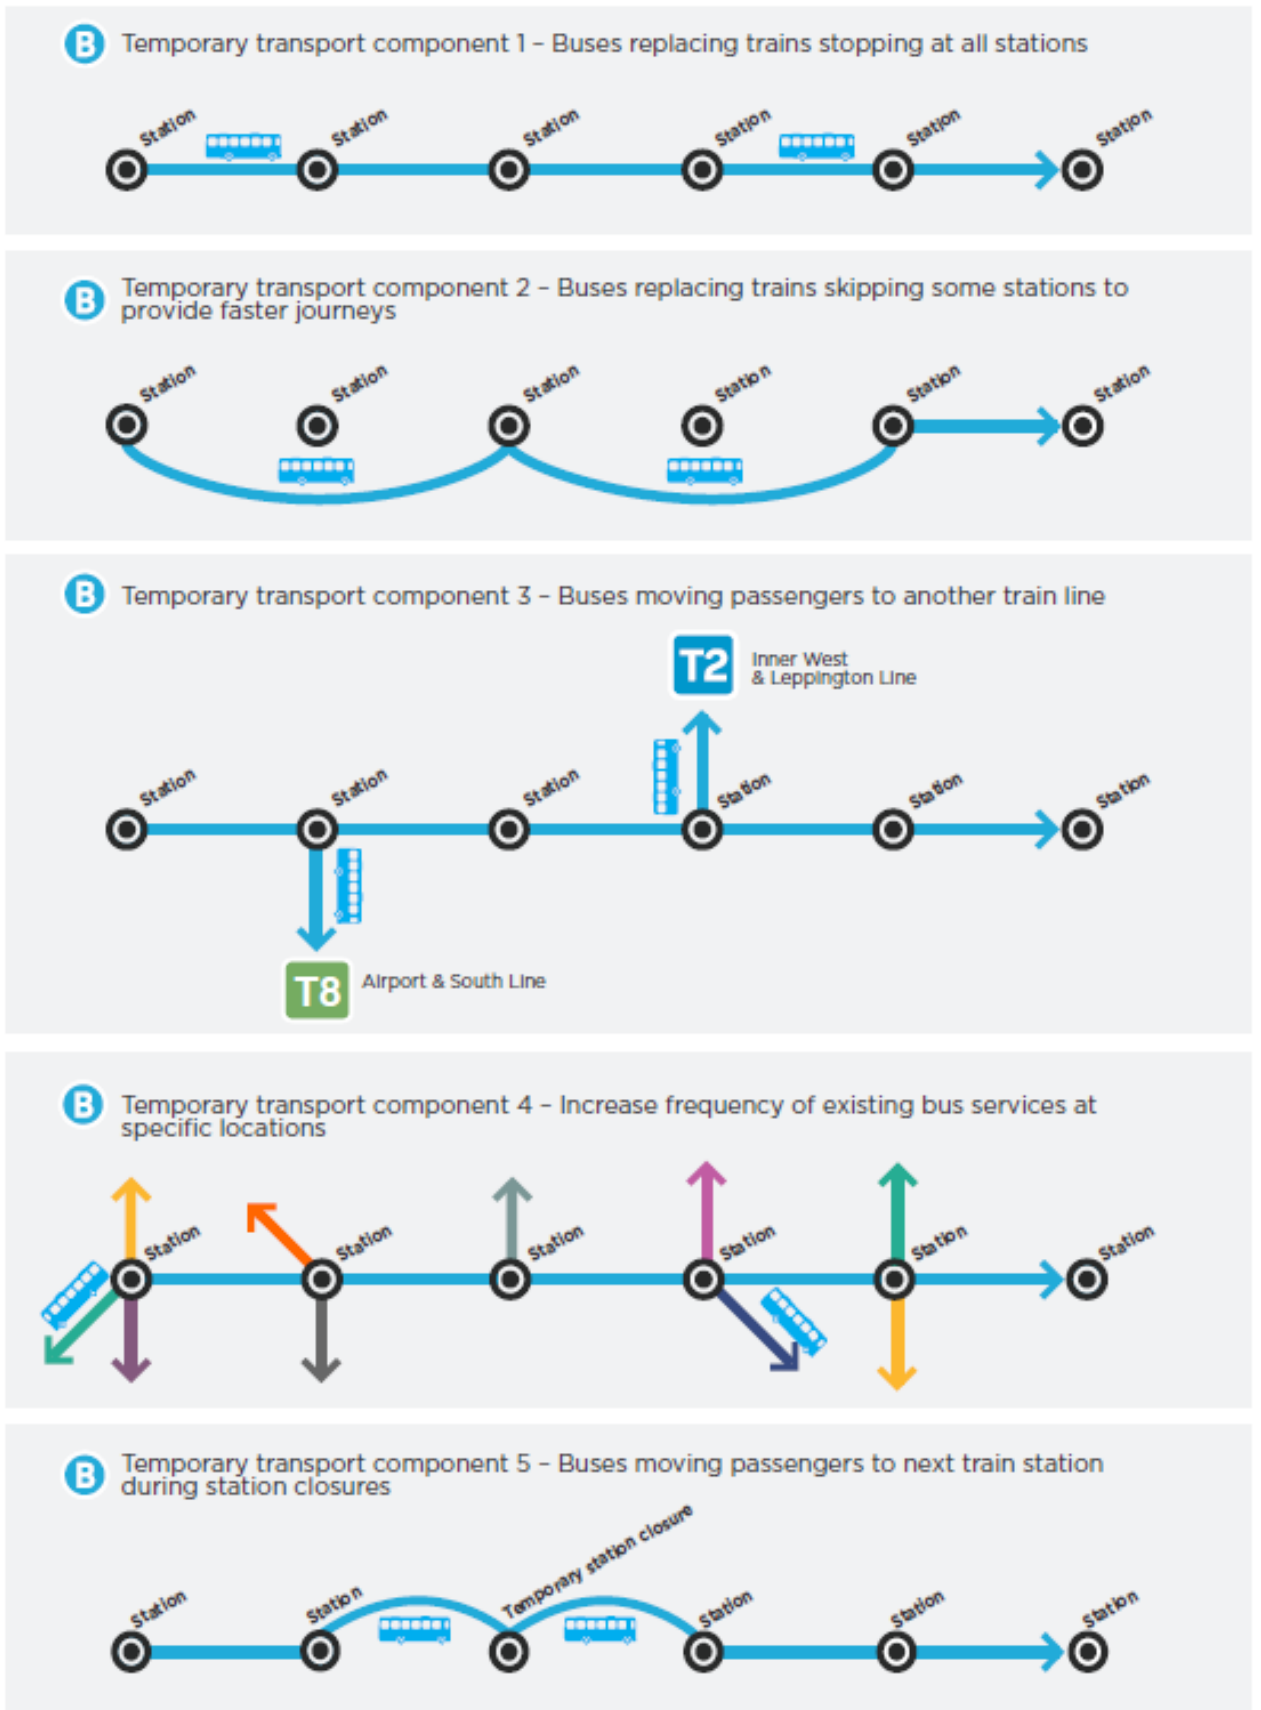 B Temporary transport component 1 – Buses replacing trains stopping at all stations
Station Station Station Station Station Station
B Temporary transport component 2 – Buses replacing trains skipping some stations to
provide faster journeys
Station Station Station Station Station Station
B Temporary transport component 3 – Buses moving passengers to another train line
T2 Inner West
& Leppington Line
Station Station Station Station Station Station
T8 Airport & South Line
B Temporary transport component 4 – Increase frequency of existing bus services at
specific locations
Station Station Station Station Station Station
B Temporary transport component 5 – Buses moving passengers to next train station
during station closures
Station Station Temporary station closure Station Station Station